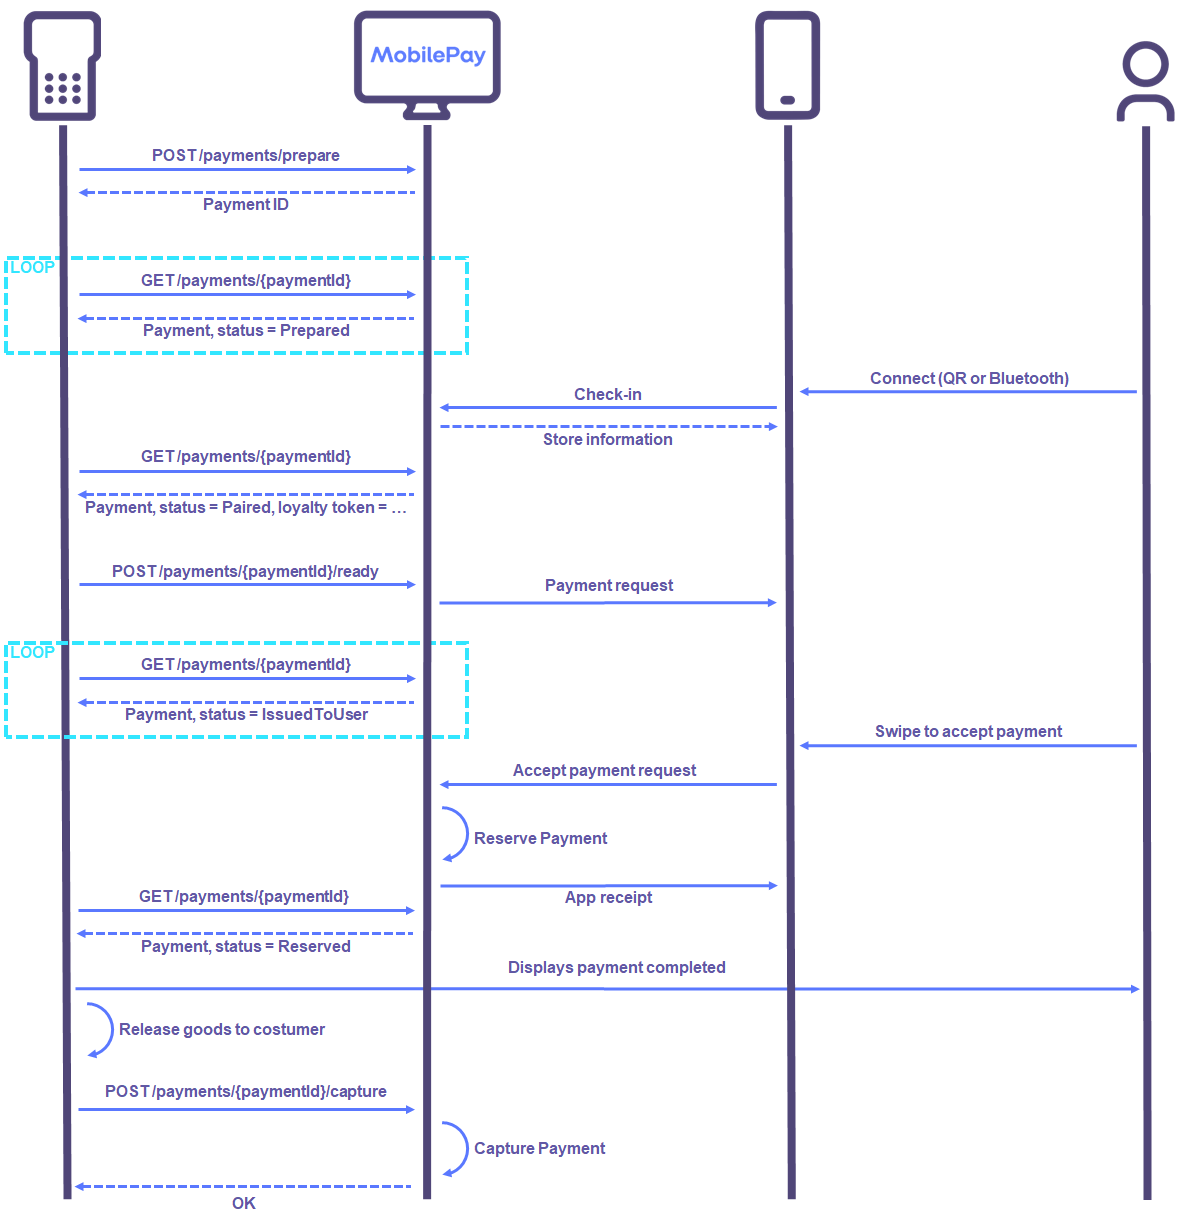 MobilePay
POST/payments/prepare
Payment ID
LOOP
GET/payments/{paymentId}
Payment, status = Prepared
Connect (QR or Bluetooth)
Check-in
Store information
GET/payments/{paymentId}
Payment, status = Paired, loyalty token = ...
POST/payments/{paymentId}/ready
Payment request
LOOP
GET/payments/{paymentId}
Payment, status = IssuedToUser
Swipe to accept payment
Accept payment request
Reserve Payment
GET/payments/{paymentId}
App receipt
Payment, status = Reserved
Displays payment completed
Release goods to costumer
POST/payments/{paymentId}/capture
Capture Payment
OK